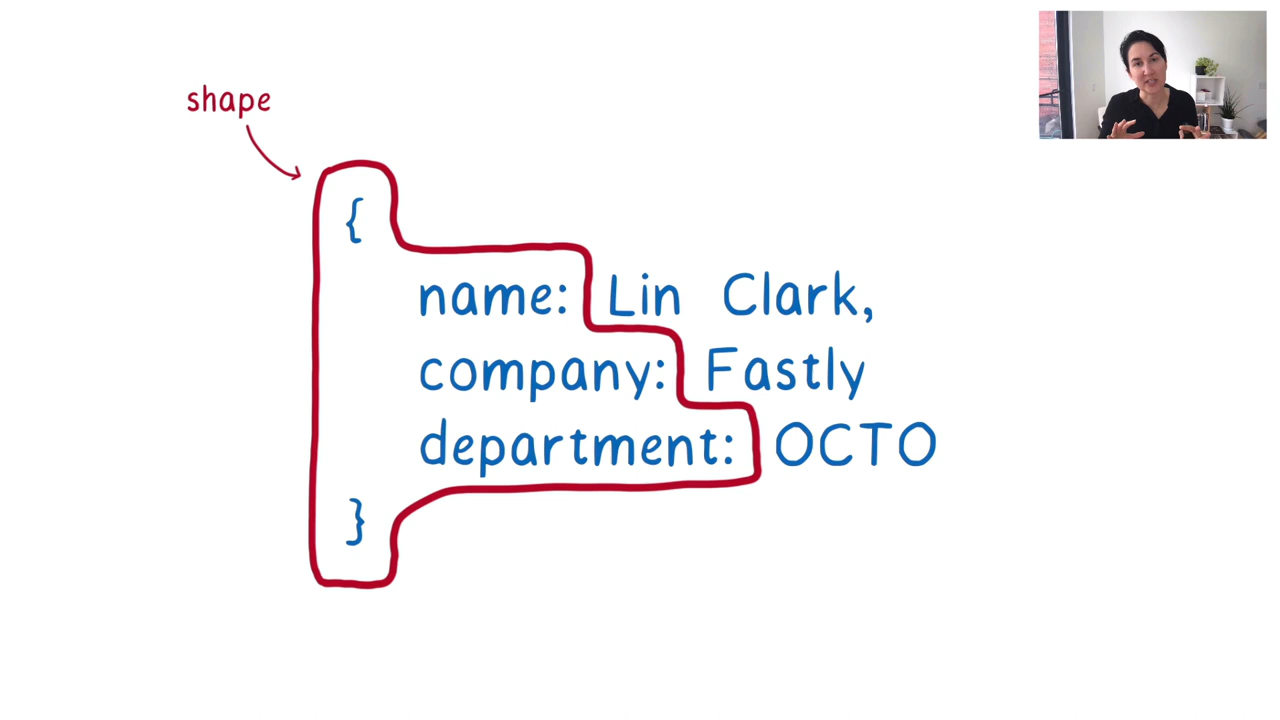 shape
{
name: Lin Clark,
company: Fastly
department: OCTO
}